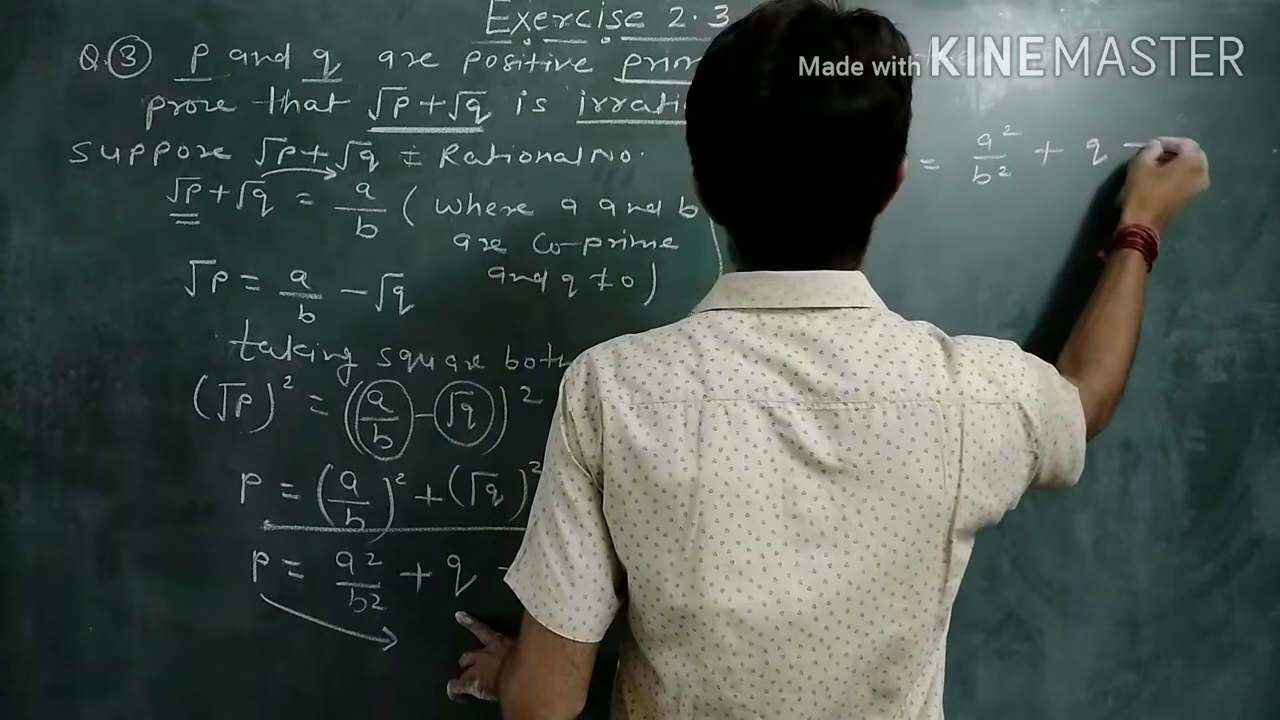 Exercise 2.3
Made with KINEMASTER
Q.③ p and q are positive
prove that √p+√q is
Suppose √p+√q = Rational No.
√p+√q = a/b ( where a and b
are Co-prime
and q ≠ 0 )
√p = a/b - √q
taking square both
(√p)² = (a/b - √q)²
p = (a/b)² + (√q)²
p = a²/b² + q -
= a²/b² + q -